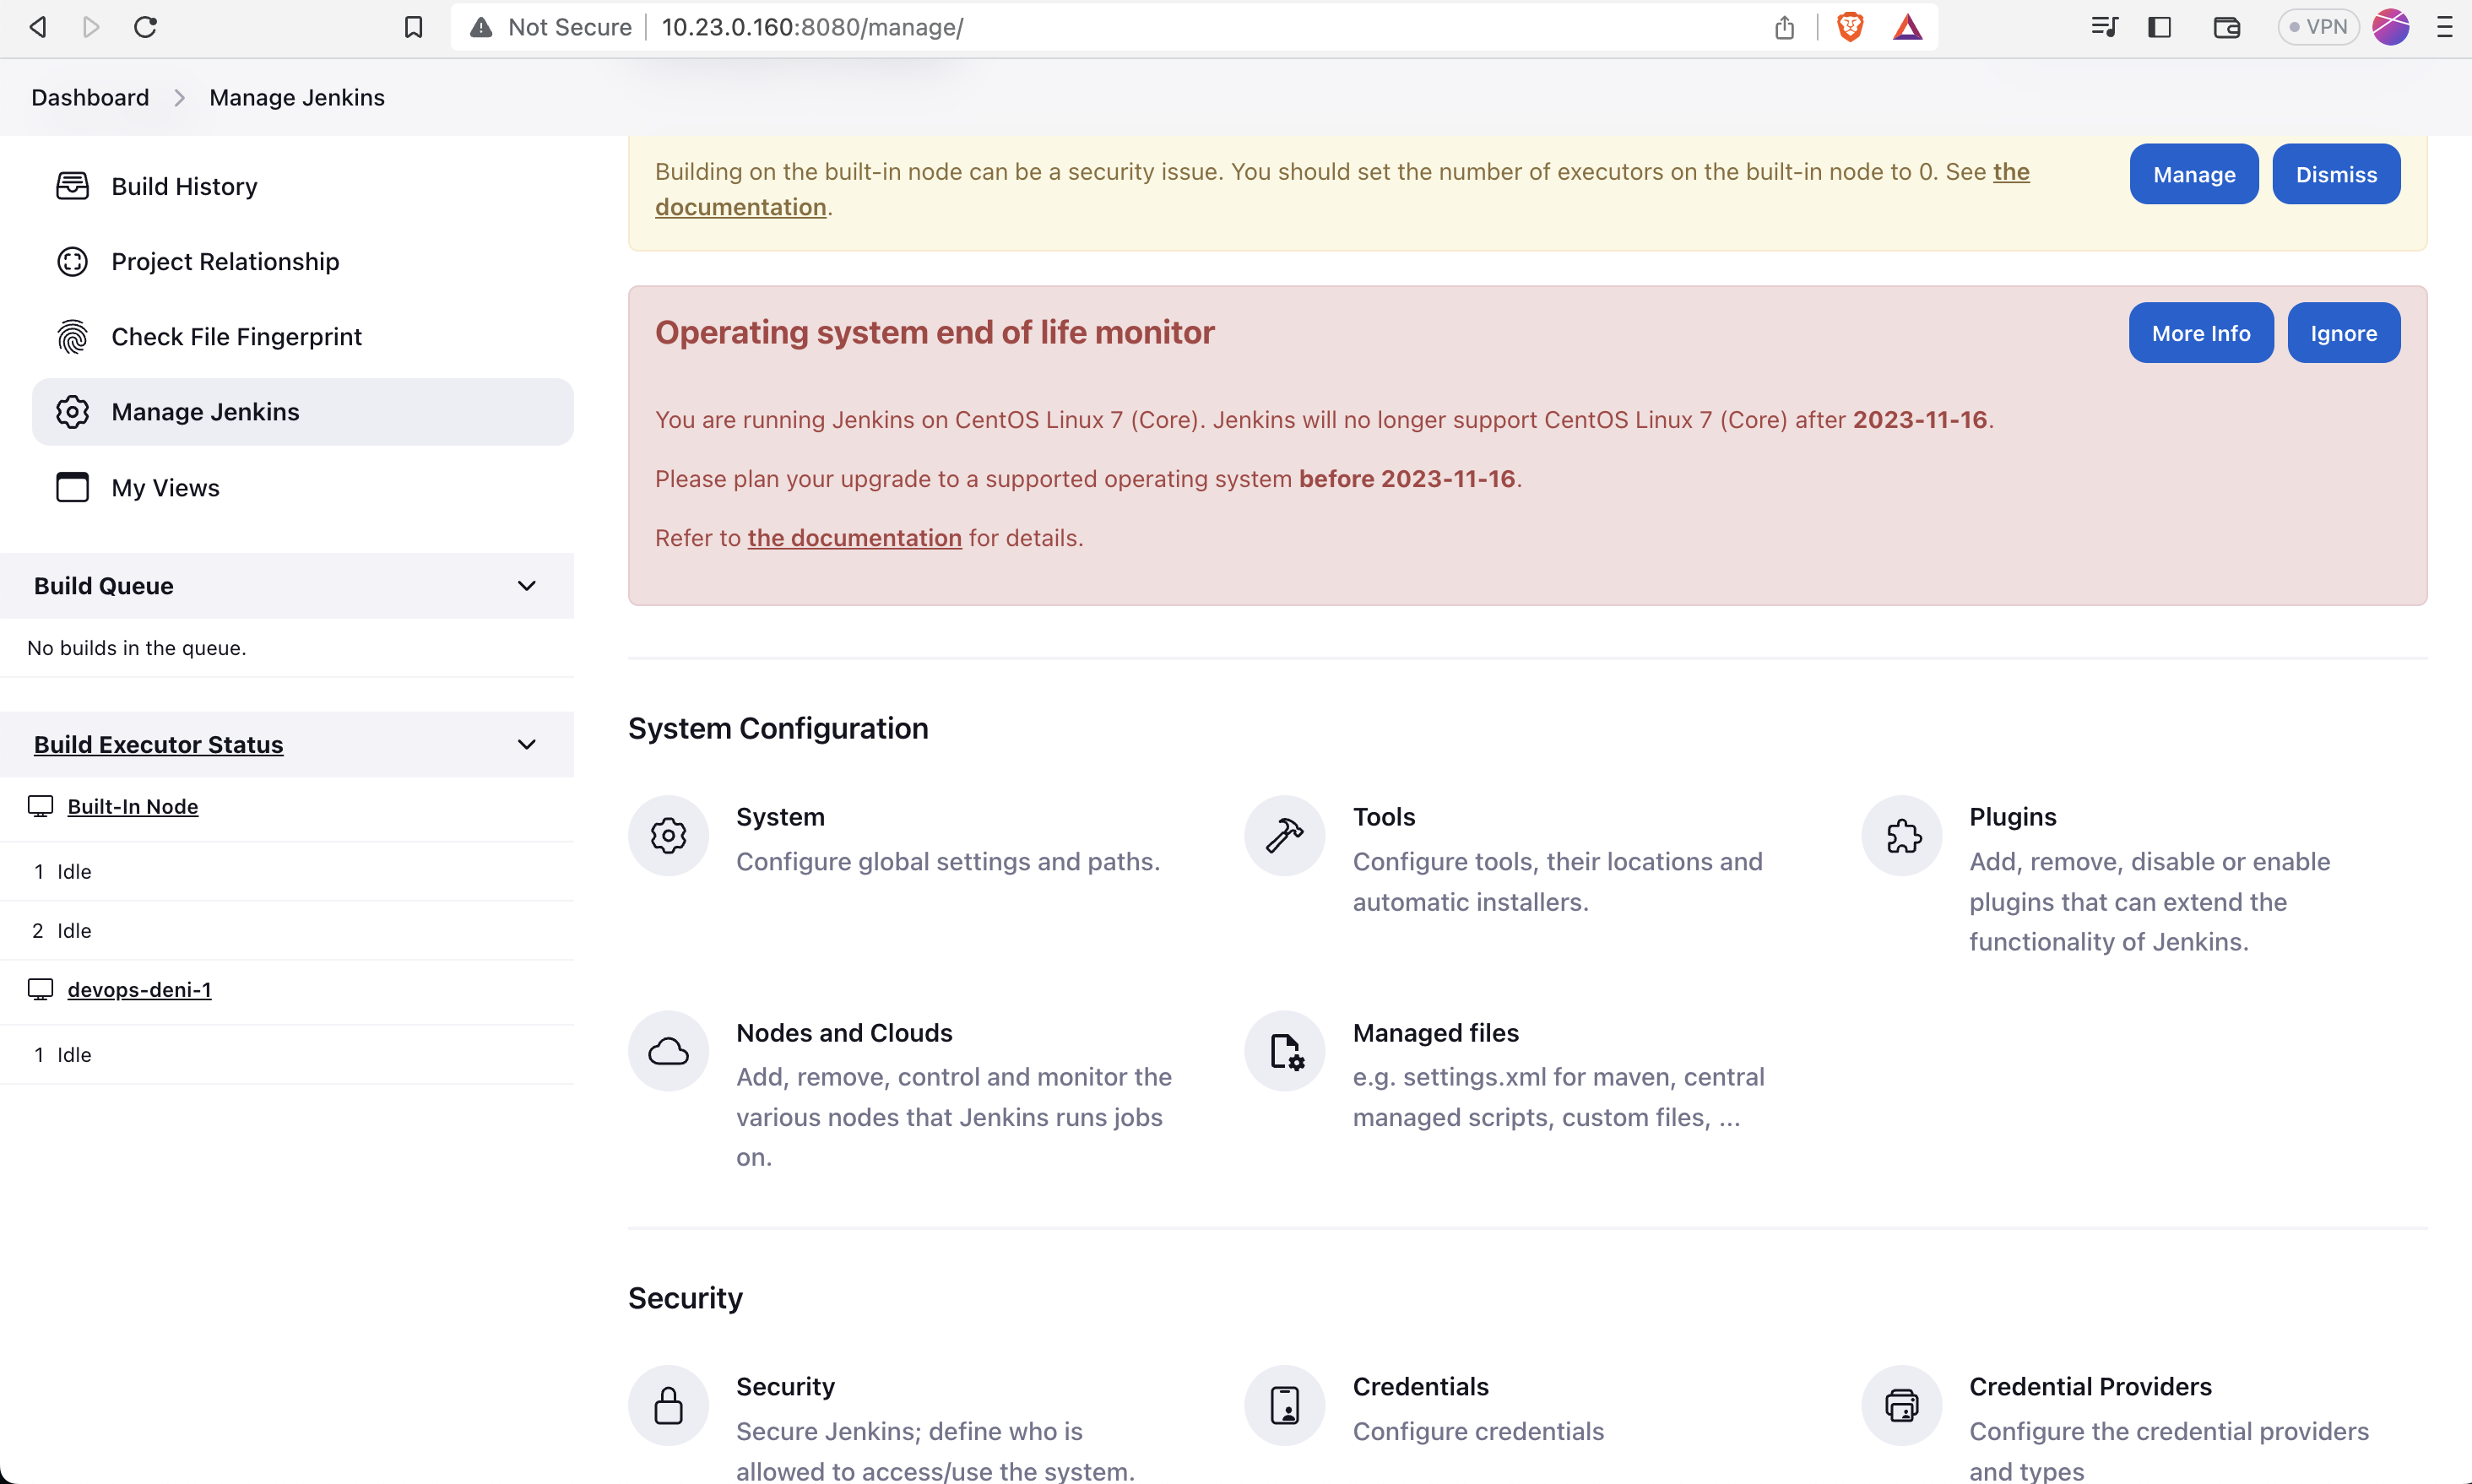 Not Secure
10.23.0.160:8080/manage/
VPN
Dashboard
Manage Jenkins
Build History
Project Relationship
Check File Fingerprint
Manage Jenkins
My Views
Build Queue
No builds in the queue.
Build Executor Status
Built-In Node
1 Idle
2 Idle
devops-deni-1
1 Idle
Building on the built-in node can be a security issue. You should set the number of executors on the built-in node to 0. See the
documentation.
Manage
Dismiss
Operating system end of life monitor
More Info
Ignore
You are running Jenkins on CentOS Linux 7 (Core). Jenkins will no longer support CentOS Linux 7 (Core) after 2023-11-16.
Please plan your upgrade to a supported operating system before 2023-11-16.
Refer to the documentation for details.
System Configuration
System
Configure global settings and paths.
Tools
Configure tools, their locations and
automatic installers.
Plugins
Add, remove, disable or enable
plugins that can extend the
functionality of Jenkins.
Nodes and Clouds
Add, remove, control and monitor the
various nodes that Jenkins runs jobs
on.
Managed files
e.g. settings.xml for maven, central
managed scripts, custom files, ...
Security
Security
Secure Jenkins; define who is
allowed to access/use the system.
Credentials
Configure credentials
Credential Providers
Configure the credential providers
and types